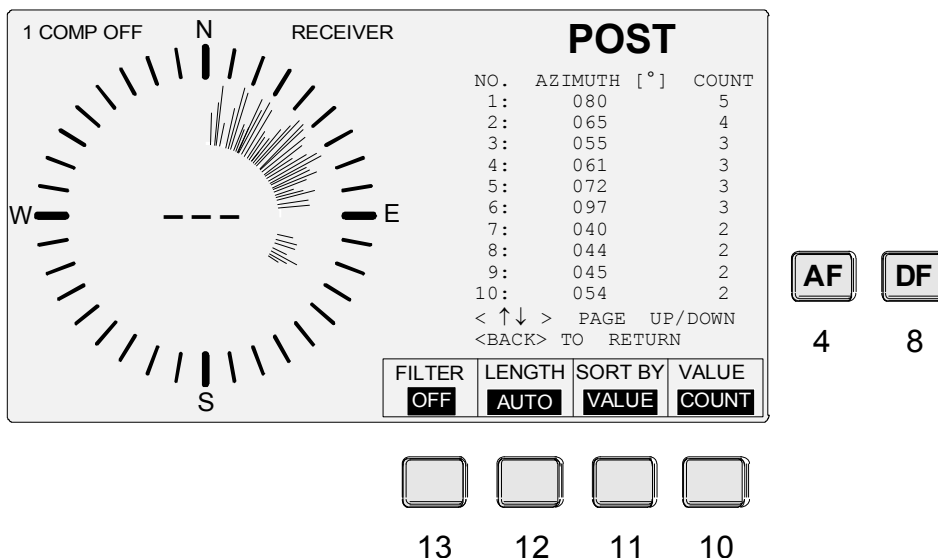 1 COMP OFF
N
RECEIVER
POST
NO. AZIMUTH [°] COUNT
1: 080 5
2: 065 4
3: 055 3
4: 061 3
5: 072 3
6: 097 3
7: 040 2
8: 044 2
9: 045 2
10: 054 2
< ↑↓ > PAGE UP/DOWN
<BACK> TO RETURN
W
---
E
S
FILTER LENGTH SORT BY VALUE
OFF AUTO VALUE COUNT
AF DF
4 8
13 12 11 10